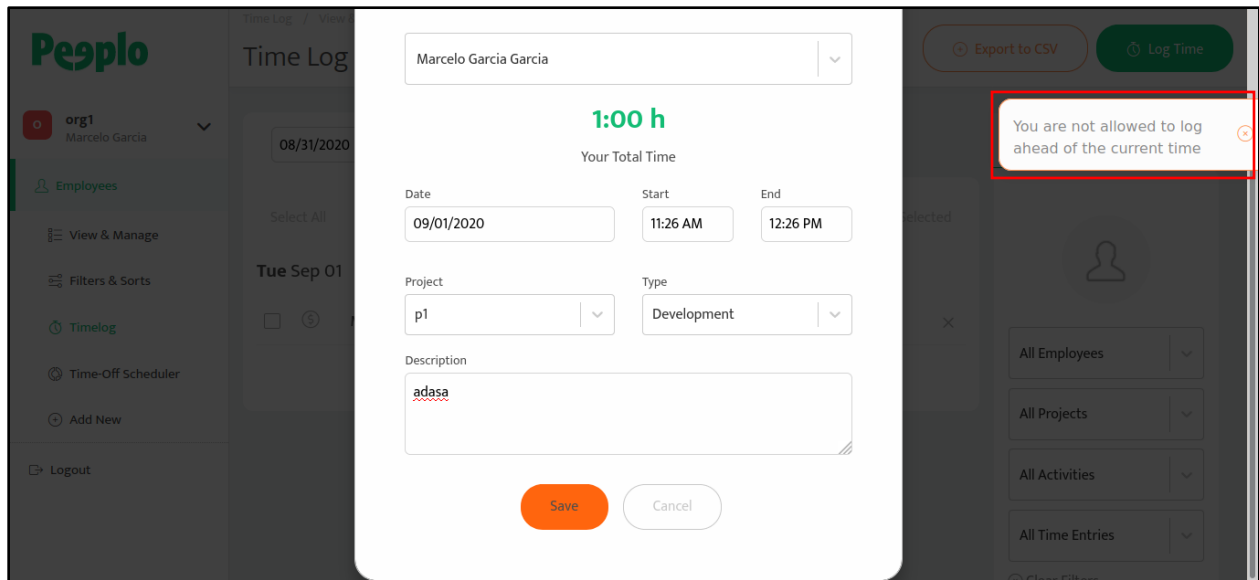 Time Log / View &
Peeplo
Time Log
Export to CSV
Log Time
Marcelo Garcia Garcia
You are not allowed to log
ahead of the current time
O
org1
Marcelo Garcia
1:00 h
Your Total Time
08/31/2020
Employees
Date
Start
End
09/01/2020
11:26 AM
12:26 PM
Select All
Selected
View & Manage
Tue Sep 01
Filters & Sorts
Project
Type
p1
Development
Timelog
All Employees
Time-Off Scheduler
Description
adasa
Add New
All Projects
Logout
All Activities
Save
Cancel
All Time Entries
Clear Filters